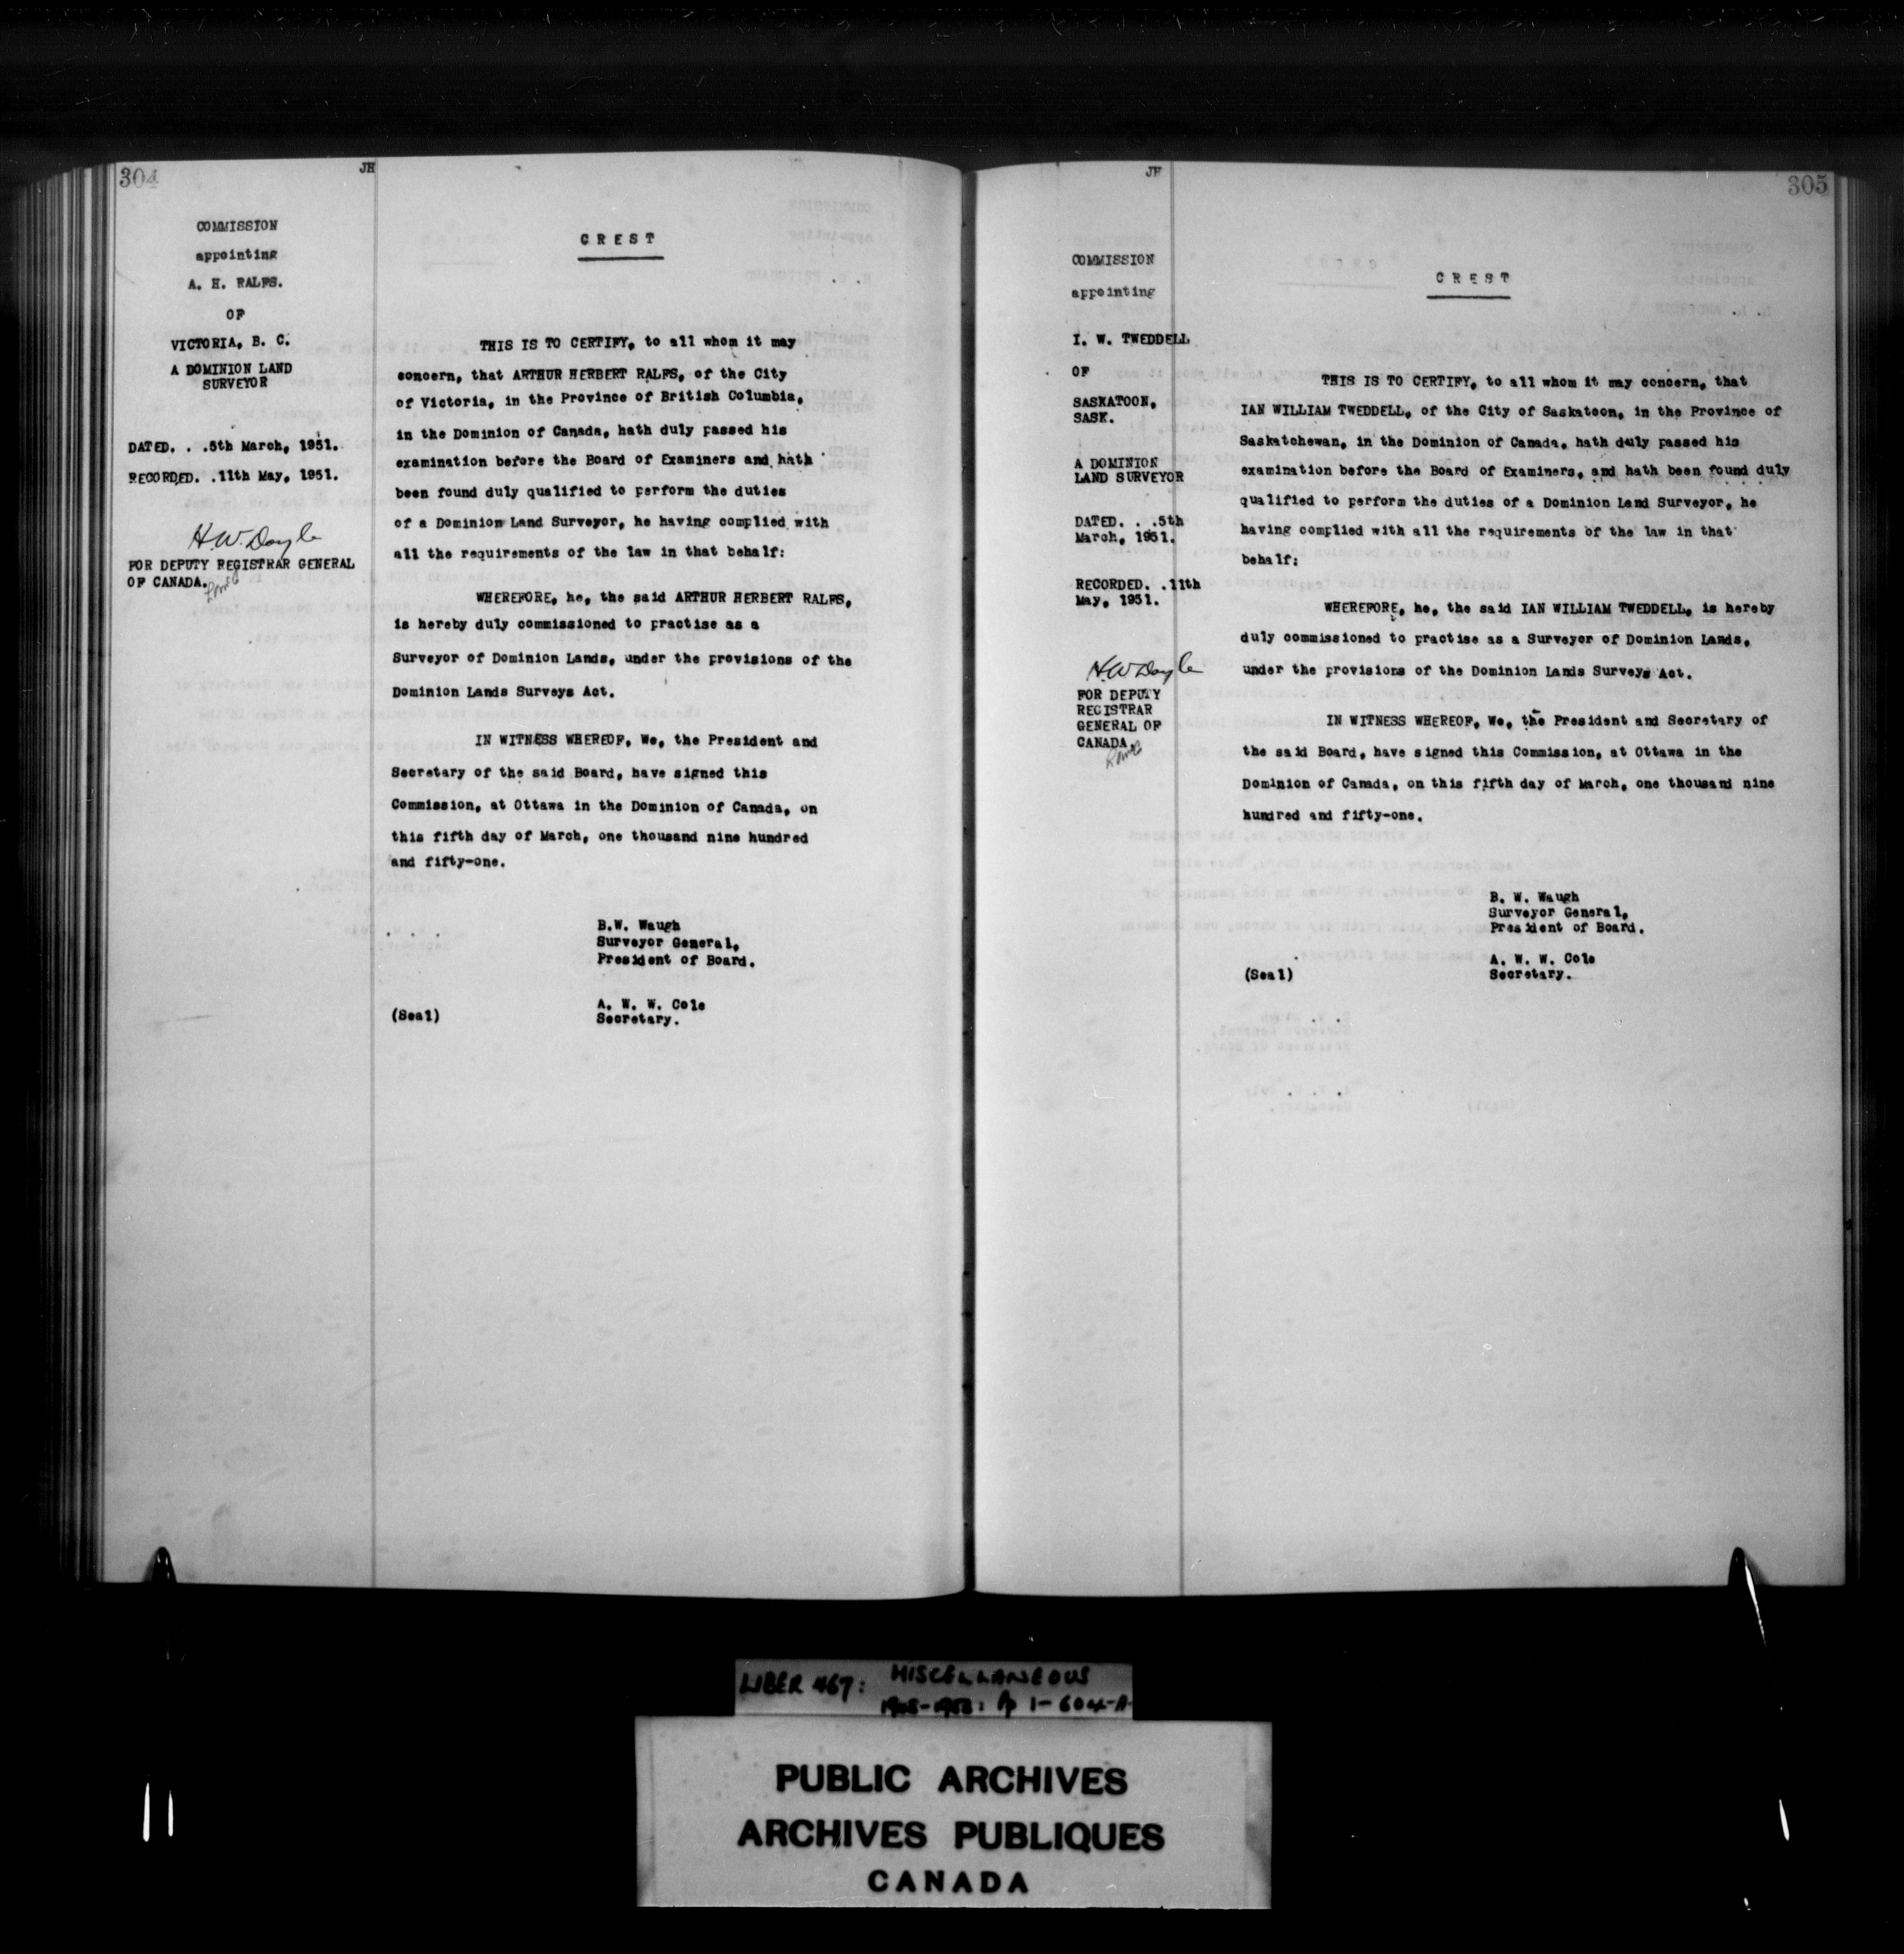 304
JH
COMMISSION
appointing
A. H. RALFS.
OF
VICTORIA, B. C.
A DOMINION LAND
SURVEYOR
DATED. . .5th March, 1951.
RECORDED. .11th May, 1951.
H.W. Doyle
FOR DEPUTY REGISTRAR GENERAL
OF CANADA.
CREST
THIS IS TO CERTIFY, to all whom it may
concern, that ARTHUR HERBERT RALFS, of the City
of Victoria, in the Province of British Columbia,
in the Dominion of Canada, hath duly passed his
examination before the Board of Examiners and hath
been found duly qualified to perform the duties
of a Dominion Land Surveyor, he having complied with
all the requirements of the law in that behalf:
WHEREFORE, he, the said ARTHUR HERBERT RALFS,
is hereby duly commissioned to practise as a
Surveyor of Dominion Lands, under the provisions of the
Dominion Lands Surveys Act.
IN WITNESS WHEREOF, We, the President and
Secretary of the said Board, have signed this
Commission, at Ottawa in the Dominion of Canada, on
this fifth day of March, one thousand nine hundred
and fifty-one.
B.W. Waugh
Surveyor General,
President of Board.
A. W. W. Cole
(Seal) Secretary.
JH
305
COMMISSION
appointing
I. W. TWEDDELL
OF
SASKATOON,
SASK.
A DOMINION
LAND SURVEYOR
DATED. . .5th
March, 1951.
RECORDED. .11th
May, 1951.
H.W. Doyle
FOR DEPUTY
REGISTRAR
GENERAL OF
CANADA.
CREST
THIS IS TO CERTIFY, to all whom it may concern, that
IAN WILLIAM TWEDDELL, of the City of Saskatoon, in the Province of
Saskatchewan, in the Dominion of Canada, hath duly passed his
examination before the Board of Examiners, and hath been found duly
qualified to perform the duties of a Dominion Land Surveyor, he
having complied with all the requirements of the law in that
behalf:
WHEREFORE, he, the said IAN WILLIAM TWEDDELL, is hereby
duly commissioned to practise as a Surveyor of Dominion Lands,
under the provisions of the Dominion Lands Surveys Act.
IN WITNESS WHEREOF, We, the President and Secretary of
the said Board, have signed this Commission, at Ottawa in the
Dominion of Canada, on this fifth day of March, one thousand nine
hundred and fifty-one.
B. W. Waugh
Surveyor General,
President of Board.
A. W. W. Cole
(Seal) Secretary.
LIBER 467: MISCELLANEOUS
1-604-A
PUBLIC ARCHIVES
ARCHIVES PUBLIQUES
CANADA